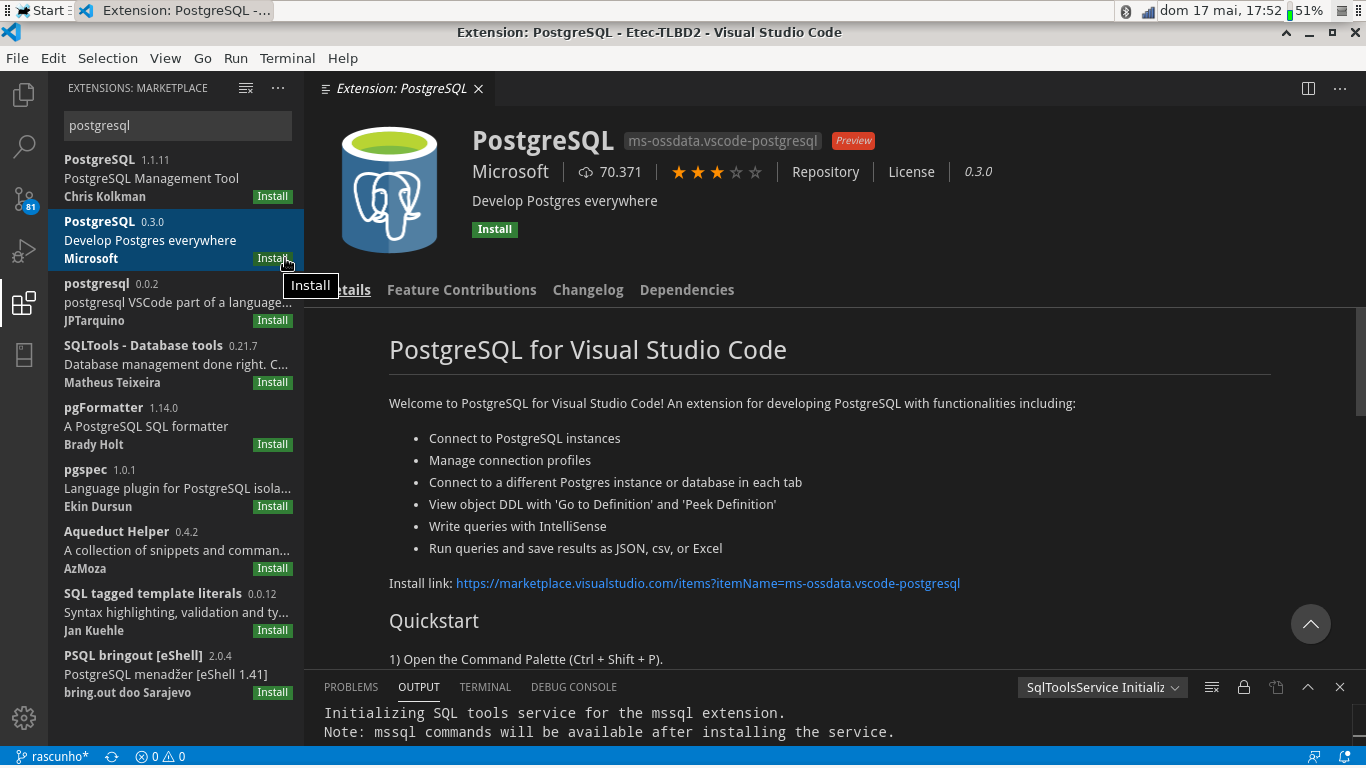 Start
Extension: PostgreSQL -...
dom 17 mai, 17:52
51%
Extension: PostgreSQL - Etec-TLBD2 - Visual Studio Code
File Edit Selection View Go Run Terminal Help
EXTENSIONS: MARKETPLACE
postgresql
PostgreSQL 1.1.11
PostgreSQL Management Tool
Chris Kolkman Install
PostgreSQL 0.3.0
Develop Postgres everywhere
Microsoft Install
Install
postgresql 0.0.2
postgresql VSCode part of a language...
JPTarquino Install
SQLTools - Database tools 0.21.7
Database management done right. C...
Matheus Teixeira Install
pgFormatter 1.14.0
A PostgreSQL SQL formatter
Brady Holt Install
pgspec 1.0.1
Language plugin for PostgreSQL isola...
Ekin Dursun Install
Aqueduct Helper 0.4.2
A collection of snippets and comman...
AzMoza Install
SQL tagged template literals 0.0.12
Syntax highlighting, validation and ty...
Jan Kuehle Install
PSQL bringout [eShell] 2.0.4
PostgreSQL menadžer [eShell 1.41]
bring.out doo Sarajevo Install
81
Extension: PostgreSQL
PostgreSQL ms-ossdata.vscode-postgresql Preview
Microsoft 70.371 Repository License 0.3.0
Develop Postgres everywhere
Install
etails Feature Contributions Changelog Dependencies
PostgreSQL for Visual Studio Code
Welcome to PostgreSQL for Visual Studio Code! An extension for developing PostgreSQL with functionalities including:
• Connect to PostgreSQL instances
• Manage connection profiles
• Connect to a different Postgres instance or database in each tab
• View object DDL with 'Go to Definition' and 'Peek Definition'
• Write queries with IntelliSense
• Run queries and save results as JSON, csv, or Excel
Install link: https://marketplace.visualstudio.com/items?itemName=ms-ossdata.vscode-postgresql
Quickstart
1) Open the Command Palette (Ctrl + Shift + P).
PROBLEMS OUTPUT TERMINAL DEBUG CONSOLE
SqlToolsService Initializ
Initializing SQL tools service for the mssql extension.
Note: mssql commands will be available after installing the service.
rascunho* 0 0